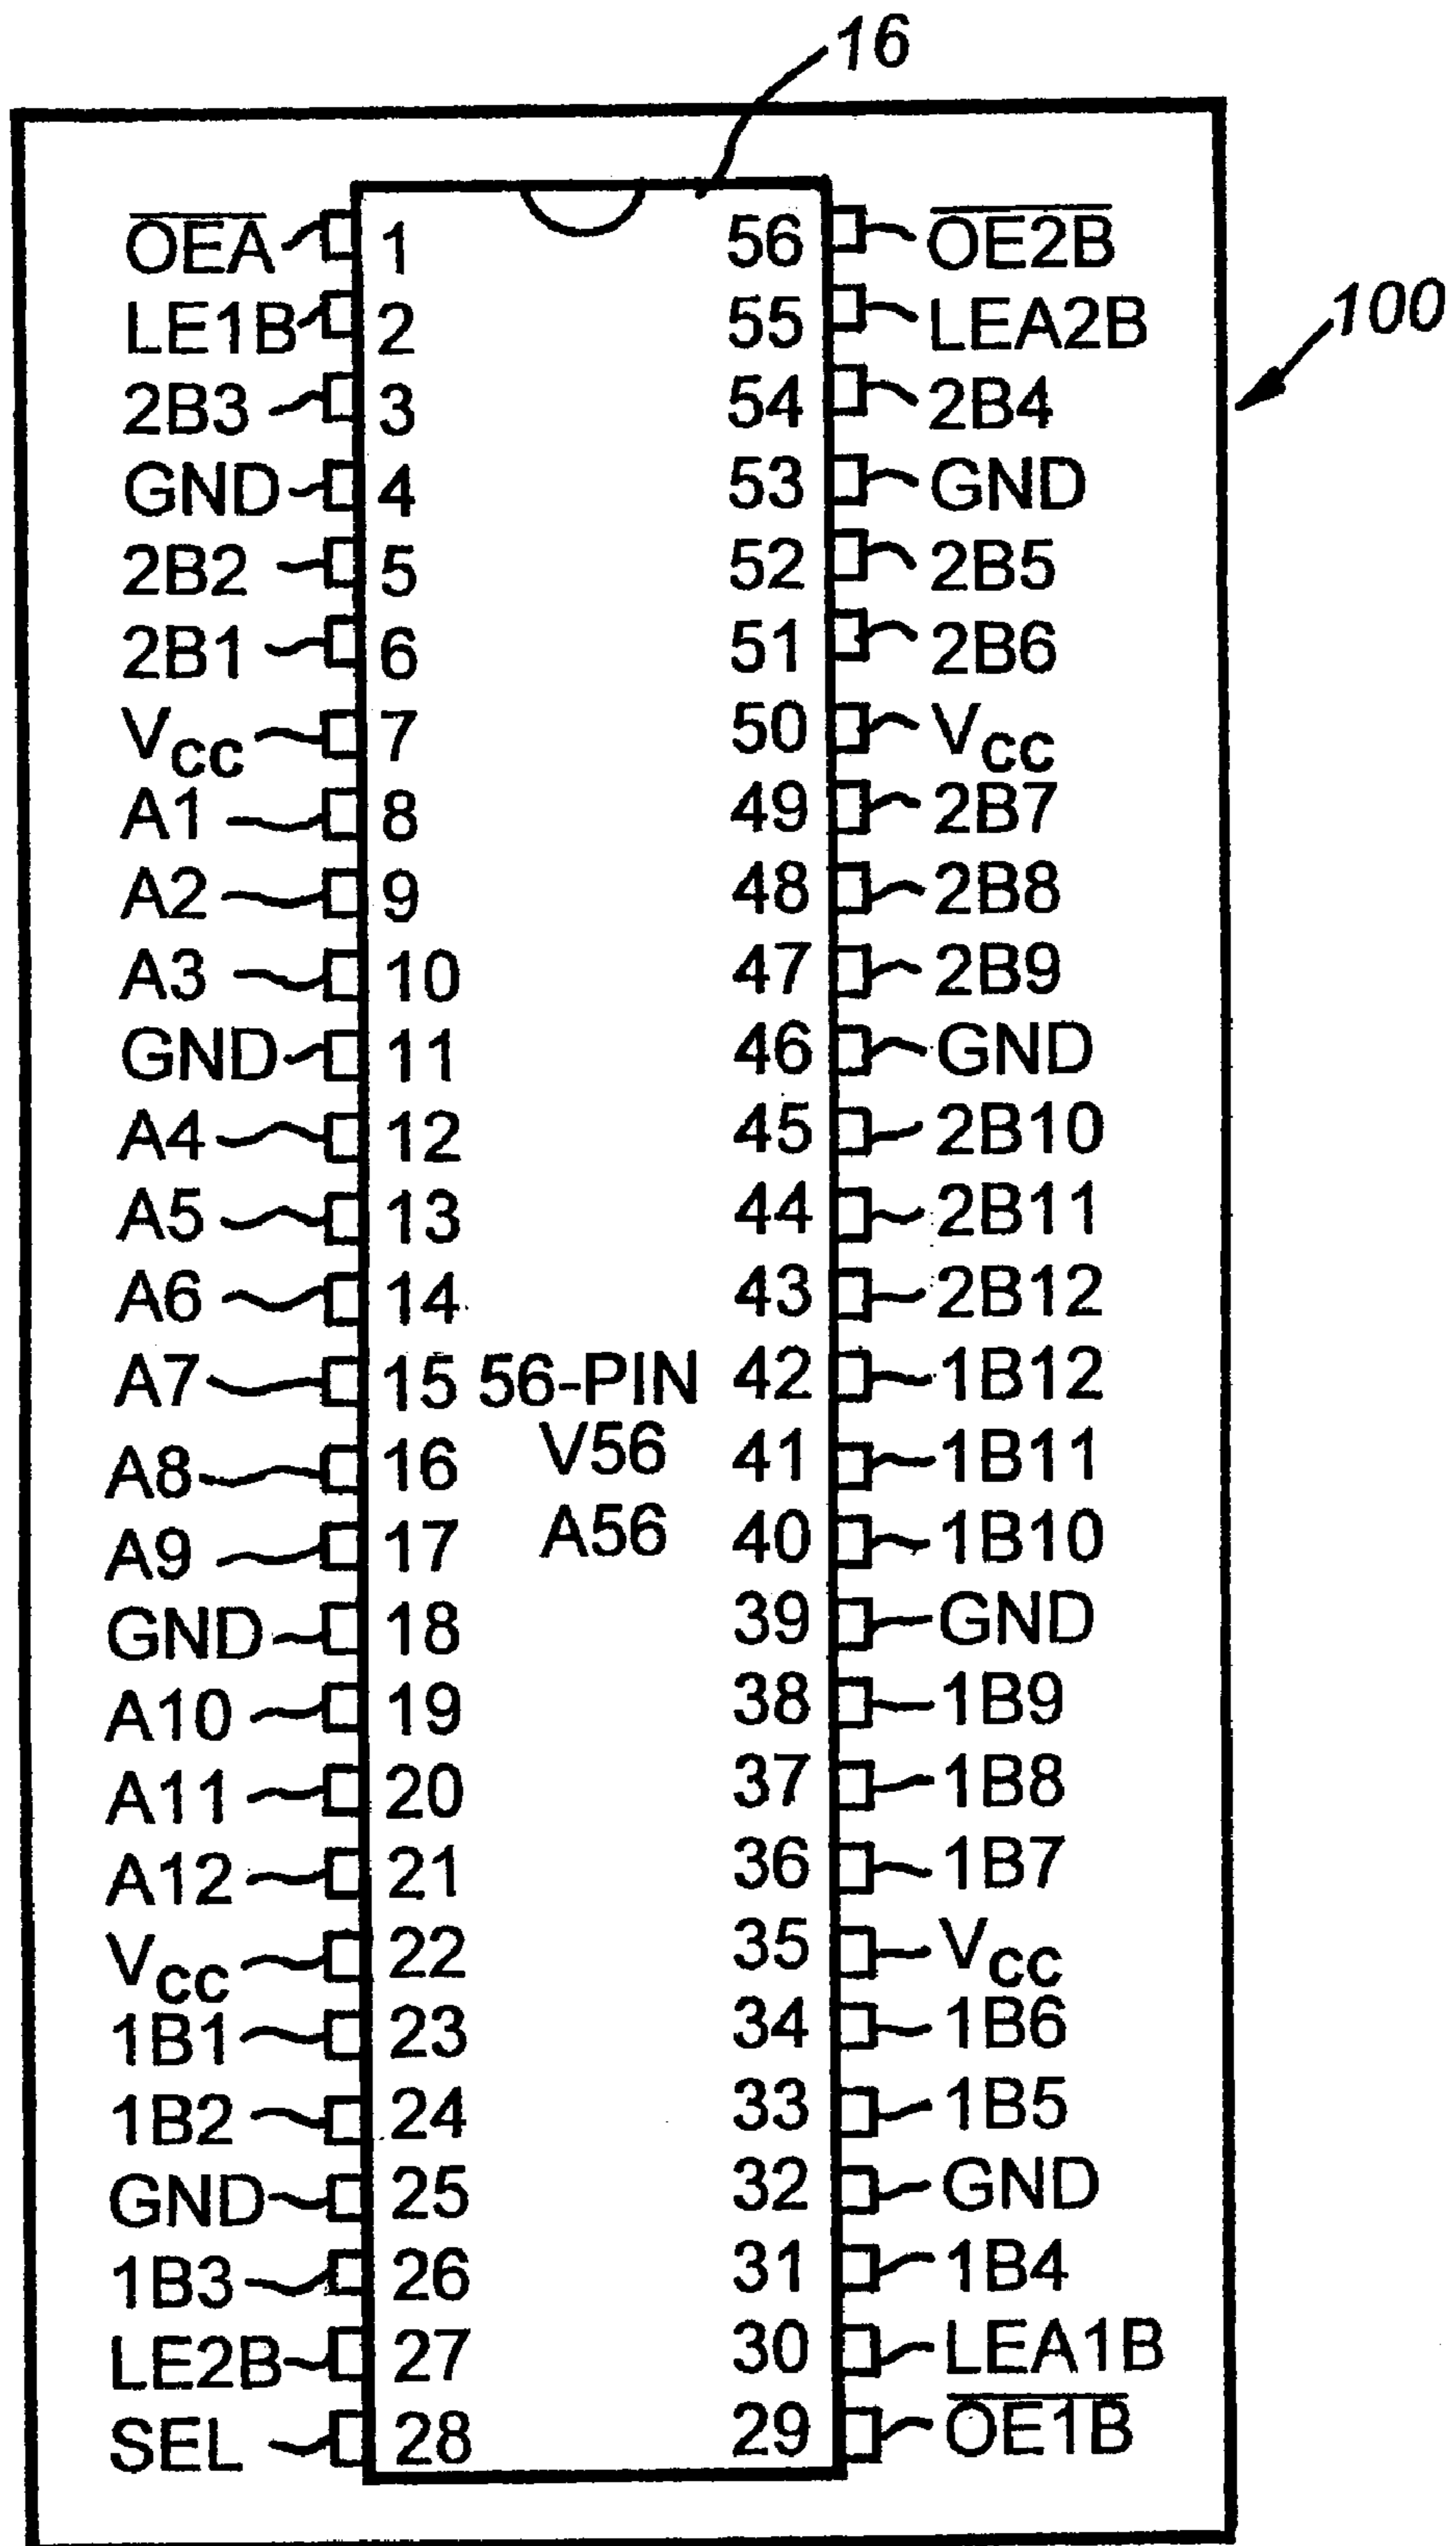 16
100
O̅E̅A̅ 1 56 O̅E̅2̅B̅
LE1B 2 55 LEA2B
2B3 3 54 2B4
GND 4 53 GND
2B2 5 52 2B5
2B1 6 51 2B6
VCC 7 50 VCC
A1 8 49 2B7
A2 9 48 2B8
A3 10 47 2B9
GND 11 46 GND
A4 12 45 2B10
A5 13 44 2B11
A6 14 43 2B12
A7 15 56-PIN 42 1B12
A8 16 V56 41 1B11
A9 17 A56 40 1B10
GND 18 39 GND
A10 19 38 1B9
A11 20 37 1B8
A12 21 36 1B7
VCC 22 35 VCC
1B1 23 34 1B6
1B2 24 33 1B5
GND 25 32 GND
1B3 26 31 1B4
LE2B 27 30 LEA1B
SEL 28 29 O̅E̅1̅B̅